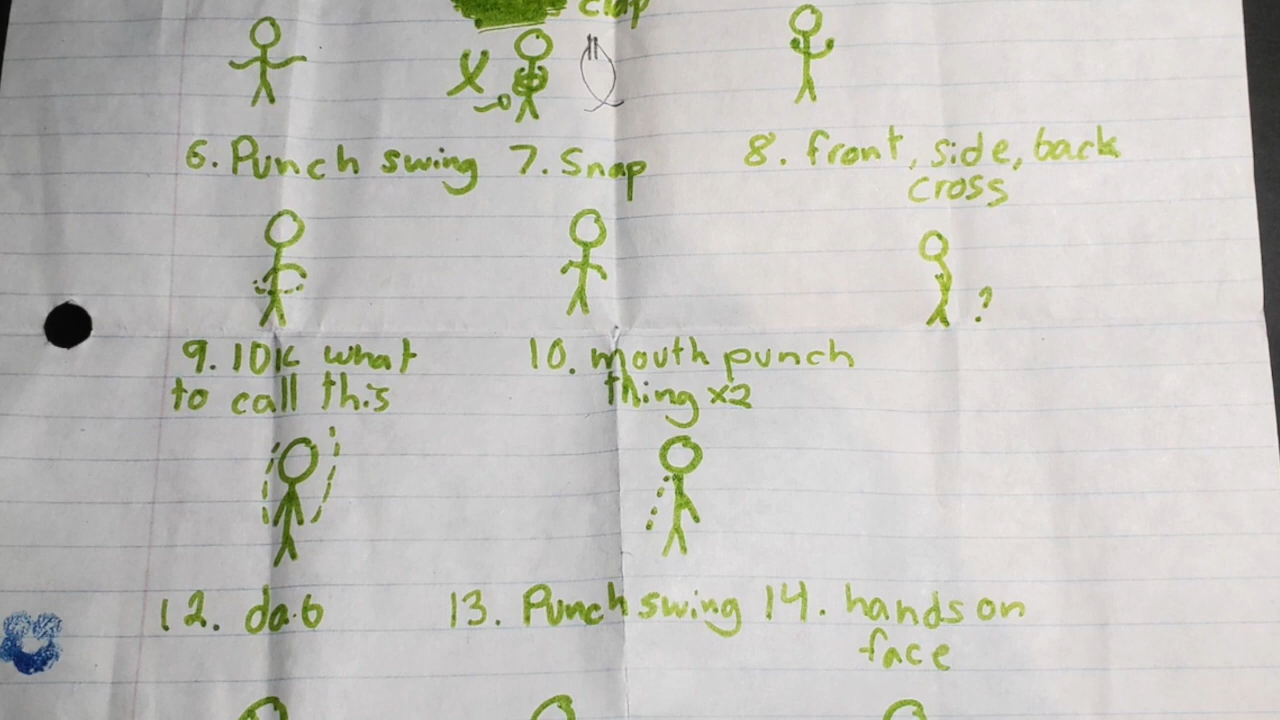 clap
6. Punch swing 7. Snap
8. front, side, back
cross
?
9. IDK what
to call this
10. mouth punch
thing x2
12. dab
13. Punch swing 14. hands on
face